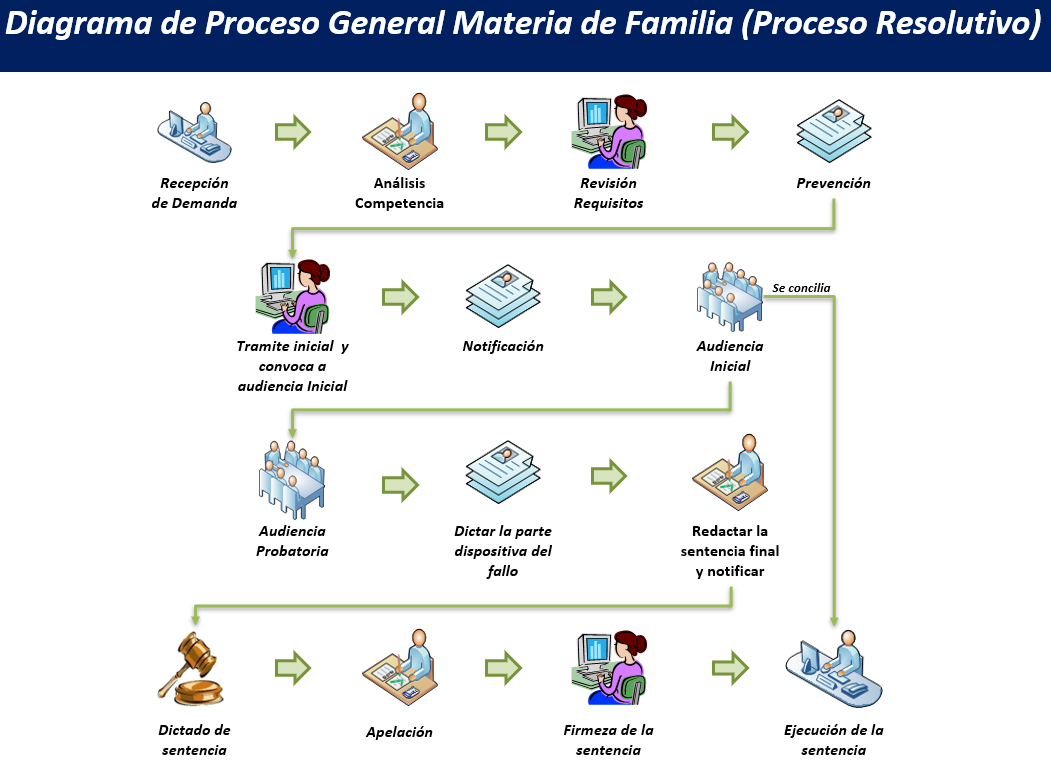 Diagrama de Proceso General Materia de Familia (Proceso Resolutivo)
Recepción
de Demanda
Análisis
Competencia
Revisión
Requisitos
Prevención
Tramite inicial y
convoca a
audiencia Inicial
Notificación
Audiencia
Inicial
Se concilia
Audiencia
Probatoria
Dictar la parte
dispositiva del
fallo
Redactar la
sentencia final
y notificar
Dictado de
sentencia
Apelación
Firmeza de la
sentencia
Ejecución de la
sentencia